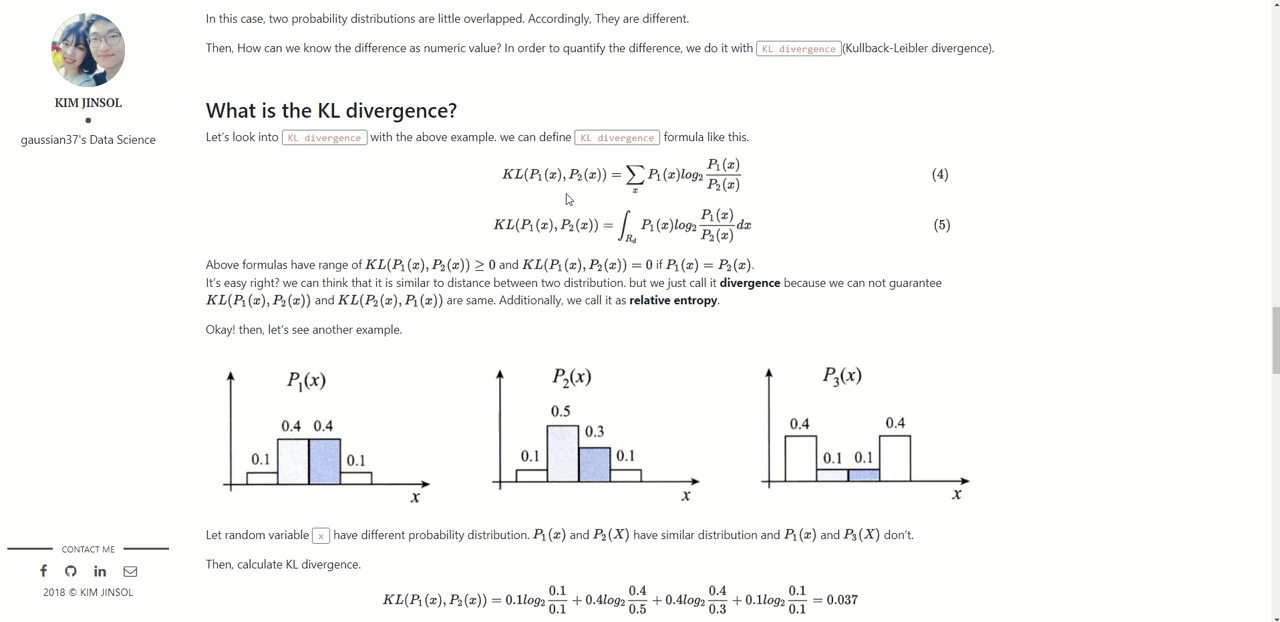 In this case, two probability distributions are little overlapped. Accordingly, They are different.
Then, How can we know the difference as numeric value? In order to quantify the difference, we do it with KL divergence (Kullback-Leibler divergence).
KIM JINSOL
gaussian37's Data Science
What is the KL divergence?
Let's look into KL divergence with the above example. we can define KL divergence formula like this.
KL(P₁(x), P₂(x)) = ∑ₓ P₁(x)log₂ P₁(x)/P₂(x) (4)
KL(P₁(x), P₂(x)) = ∫_{R_d} P₁(x)log₂ P₁(x)/P₂(x) dx (5)
Above formulas have range of KL(P₁(x), P₂(x)) ≥ 0 and KL(P₁(x), P₂(x)) = 0 if P₁(x) = P₂(x).
It's easy right? we can think that it is similar to distance between two distribution. but we just call it divergence because we can not guarantee
KL(P₁(x), P₂(x)) and KL(P₂(x), P₁(x)) are same. Additionally, we call it as relative entropy.
Okay! then, let's see another example.
P₁(x)
0.1 0.4 0.4 0.1
x
P₂(x)
0.1 0.5 0.3 0.1
x
P₃(x)
0.4 0.1 0.1 0.4
x
Let random variable x have different probability distribution. P₁(x) and P₂(X) have similar distribution and P₁(x) and P₃(X) don't.
Then, calculate KL divergence.
KL(P₁(x), P₂(x)) = 0.1log₂ 0.1/0.1 + 0.4log₂ 0.4/0.5 + 0.4log₂ 0.4/0.3 + 0.1log₂ 0.1/0.1 = 0.037
CONTACT ME
2018 © KIM JINSOL